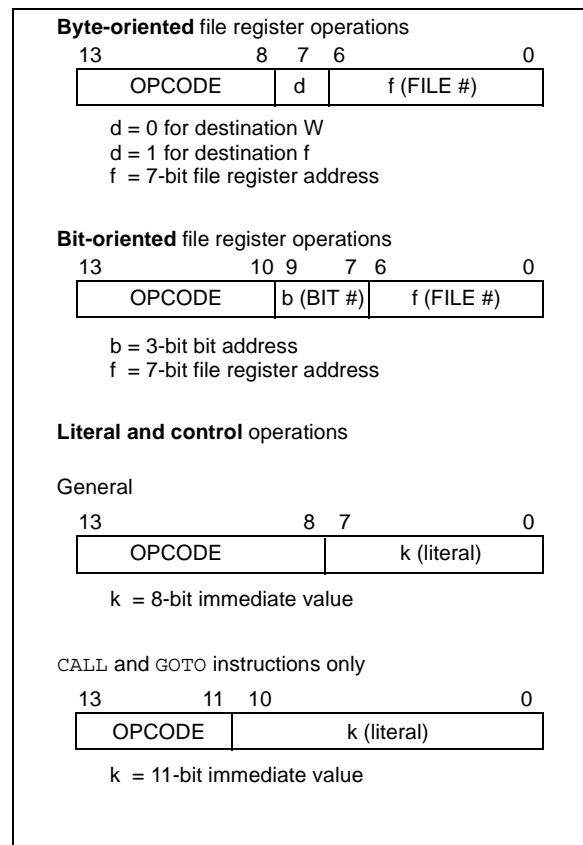 Byte-oriented file register operations
13 8 7 6 0
OPCODE d f (FILE #)
d = 0 for destination W
d = 1 for destination f
f = 7-bit file register address
Bit-oriented file register operations
13 10 9 7 6 0
OPCODE b (BIT #) f (FILE #)
b = 3-bit bit address
f = 7-bit file register address
Literal and control operations
General
13 8 7 0
OPCODE k (literal)
k = 8-bit immediate value
CALL and GOTO instructions only
13 11 10 0
OPCODE k (literal)
k = 11-bit immediate value